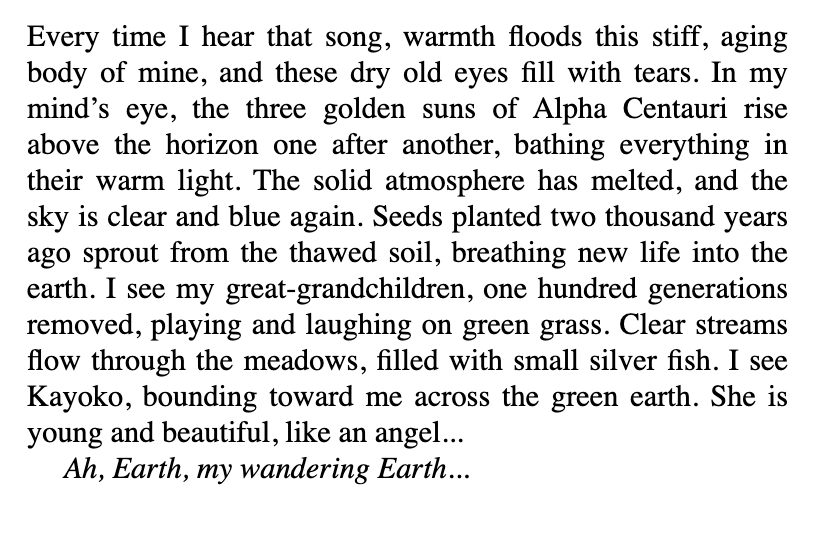 Every time I hear that song, warmth floods this stiff, aging
body of mine, and these dry old eyes fill with tears. In my
mind’s eye, the three golden suns of Alpha Centauri rise
above the horizon one after another, bathing everything in
their warm light. The solid atmosphere has melted, and the
sky is clear and blue again. Seeds planted two thousand years
ago sprout from the thawed soil, breathing new life into the
earth. I see my great-grandchildren, one hundred generations
removed, playing and laughing on green grass. Clear streams
flow through the meadows, filled with small silver fish. I see
Kayoko, bounding toward me across the green earth. She is
young and beautiful, like an angel...
Ah, Earth, my wandering Earth...